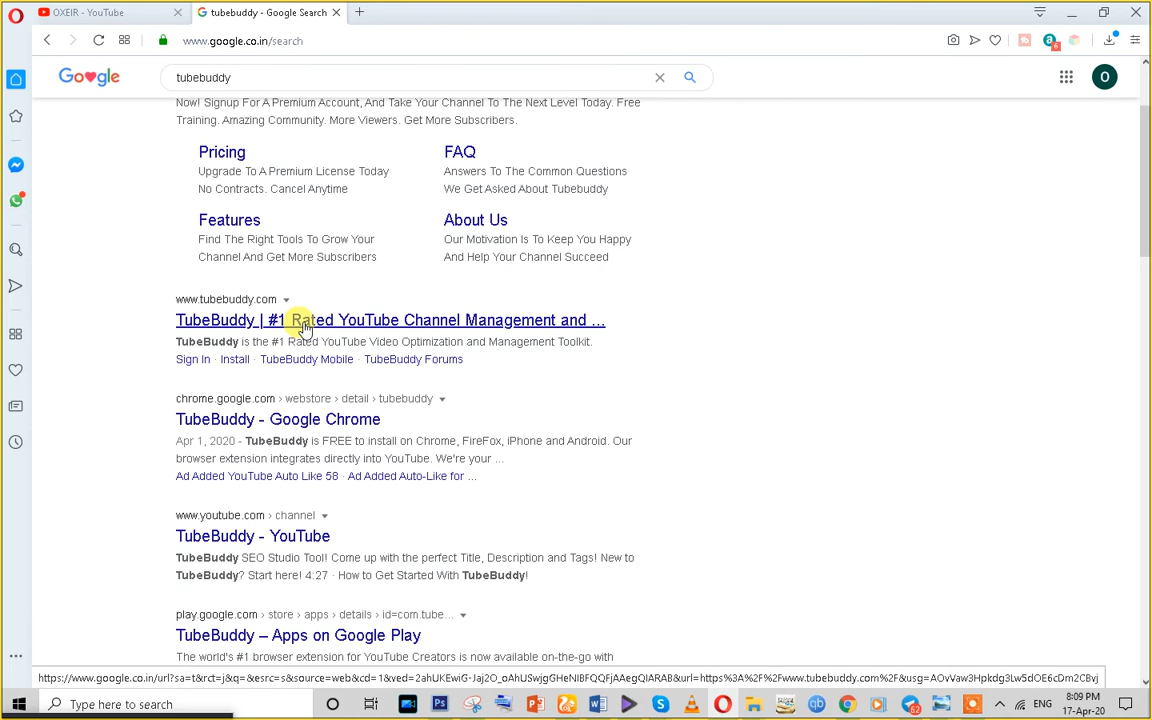 OXEIR - YouTube
tubebuddy - Google Search
www.google.co.in/search
6
Google
tubebuddy
O
Now! Signup For A Premium Account, And Take Your Channel To The Next Level Today. Free
Training. Amazing Community. More Viewers. Get More Subscribers.
Pricing
Upgrade To A Premium License Today
No Contracts. Cancel Anytime
FAQ
Answers To The Common Questions
We Get Asked About Tubebuddy
Features
Find The Right Tools To Grow Your
Channel And Get More Subscribers
About Us
Our Motivation Is To Keep You Happy
And Help Your Channel Succeed
www.tubebuddy.com
TubeBuddy | #1 Rated YouTube Channel Management and ...
TubeBuddy is the #1 Rated YouTube Video Optimization and Management Toolkit.
Sign In · Install · TubeBuddy Mobile · TubeBuddy Forums
chrome.google.com › webstore › detail › tubebuddy
TubeBuddy - Google Chrome
Apr 1, 2020 - TubeBuddy is FREE to install on Chrome, FireFox, iPhone and Android. Our
browser extension integrates directly into YouTube. We're your ...
Ad Added YouTube Auto Like 58 · Ad Added Auto-Like for ...
www.youtube.com › channel
TubeBuddy - YouTube
TubeBuddy SEO Studio Tool! Come up with the perfect Title, Description and Tags! New to
TubeBuddy? Start here! 4:27 · How to Get Started With TubeBuddy!
play.google.com › store › apps › details › id=com.tube...
TubeBuddy – Apps on Google Play
The world's #1 browser extension for YouTube Creators is now available on-the-go with
Type here to search
62
ENG
8:09 PM
17-Apr-20